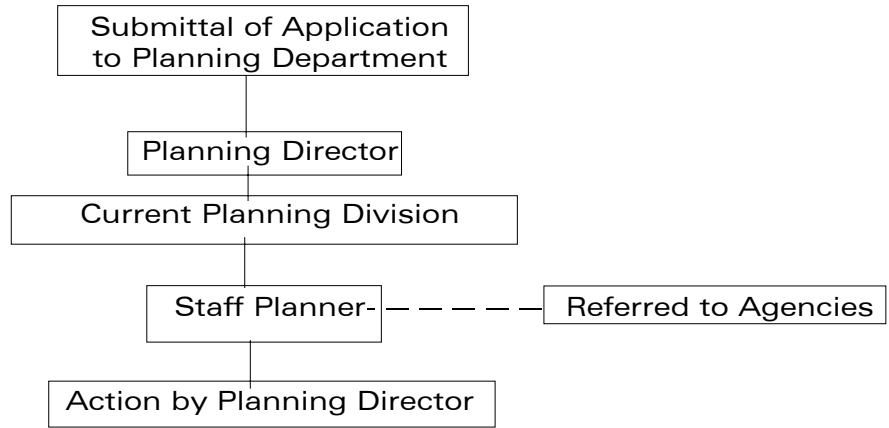 Submittal of Application
to Planning Department
Planning Director
Current Planning Division
Staff Planner
Referred to Agencies
Action by Planning Director